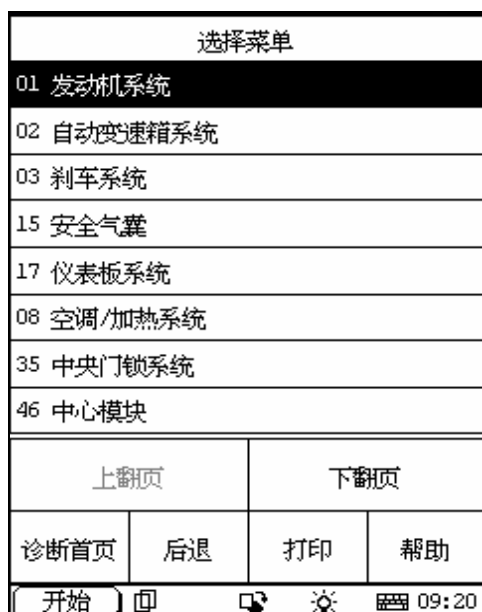 选择菜单
01 发动机系统
02 自动变速箱系统
03 刹车系统
15 安全气囊
17 仪表板系统
08 空调/加热系统
35 中央门锁系统
46 中心模块
上翻页 下翻页
诊断首页 后退 打印 帮助
开始 09:20